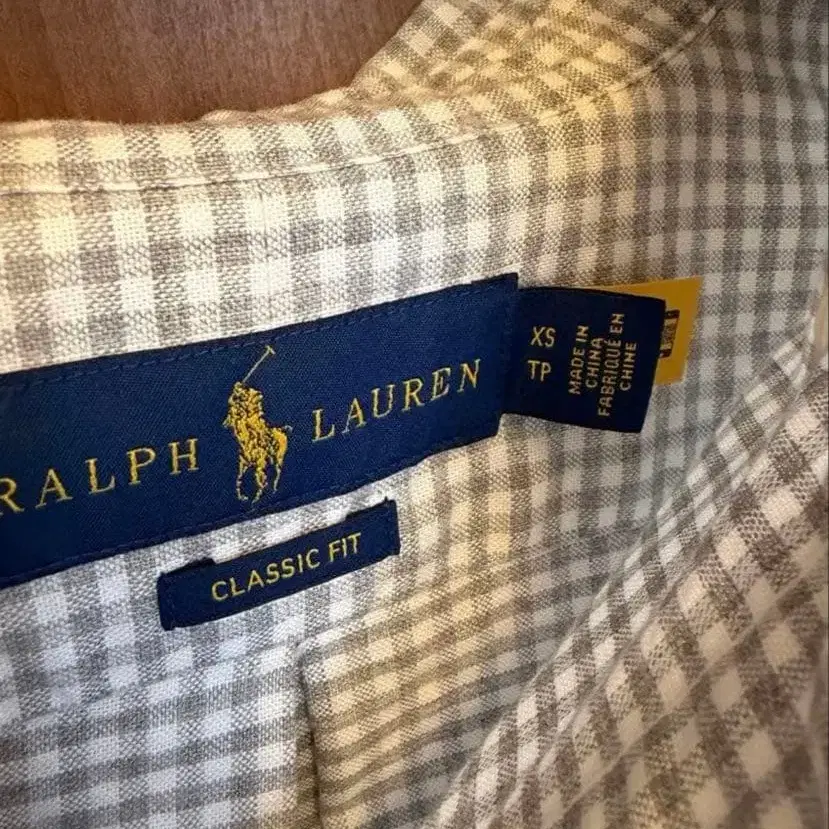 RALPH LAUREN
XS
TP
MADE IN
CHINA
FABRIQUÉ EN
CHINE
CLASSIC FIT